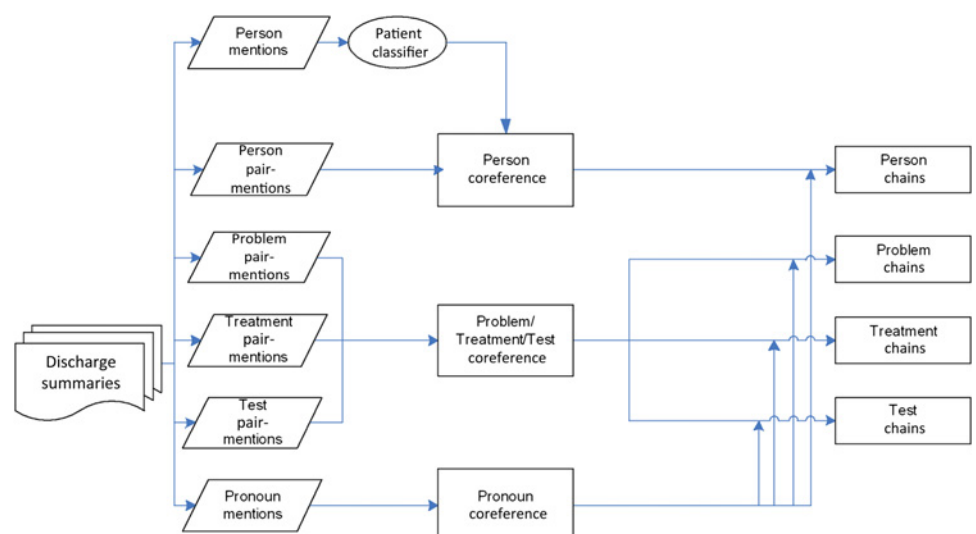 Person
mentions
Patient
classifier
Person
pair-
mentions
Person
coreference
Person
chains
Problem
pair-
mentions
Problem
chains
Discharge
summaries
Treatment
pair-
mentions
Problem/
Treatment/Test
coreference
Treatment
chains
Test
pair-
mentions
Test
chains
Pronoun
mentions
Pronoun
coreference